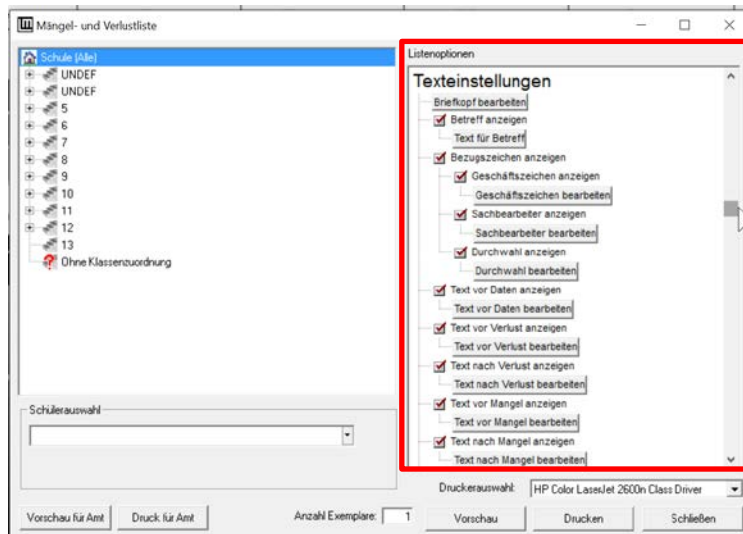 Mängel- und Verlustliste
Schule (Alle)
UNDEF
UNDEF
5
6
7
8
9
10
11
12
13
Ohne Klassenzuordnung
Schülerauswahl
Listenoptionen
Texteinstellungen
Briefkopf bearbeiten
Betreff anzeigen
Text für Betreff
Bezugszeichen anzeigen
Geschäftszeichen anzeigen
Geschäftszeichen bearbeiten
Sachbearbeiter anzeigen
Sachbearbeiter bearbeiten
Durchwahl anzeigen
Durchwahl bearbeiten
Text vor Daten anzeigen
Text vor Daten bearbeiten
Text vor Verlust anzeigen
Text vor Verlust bearbeiten
Text nach Verlust anzeigen
Text nach Verlust bearbeiten
Text vor Mangel anzeigen
Text vor Mangel bearbeiten
Text nach Mangel anzeigen
Text nach Mangel bearbeiten
Druckerauswahl: HP Color LaserJet 2600n Class Driver
Vorschau für Amt Druck für Amt Anzahl Exemplare: 1 Vorschau Drucken Schließen